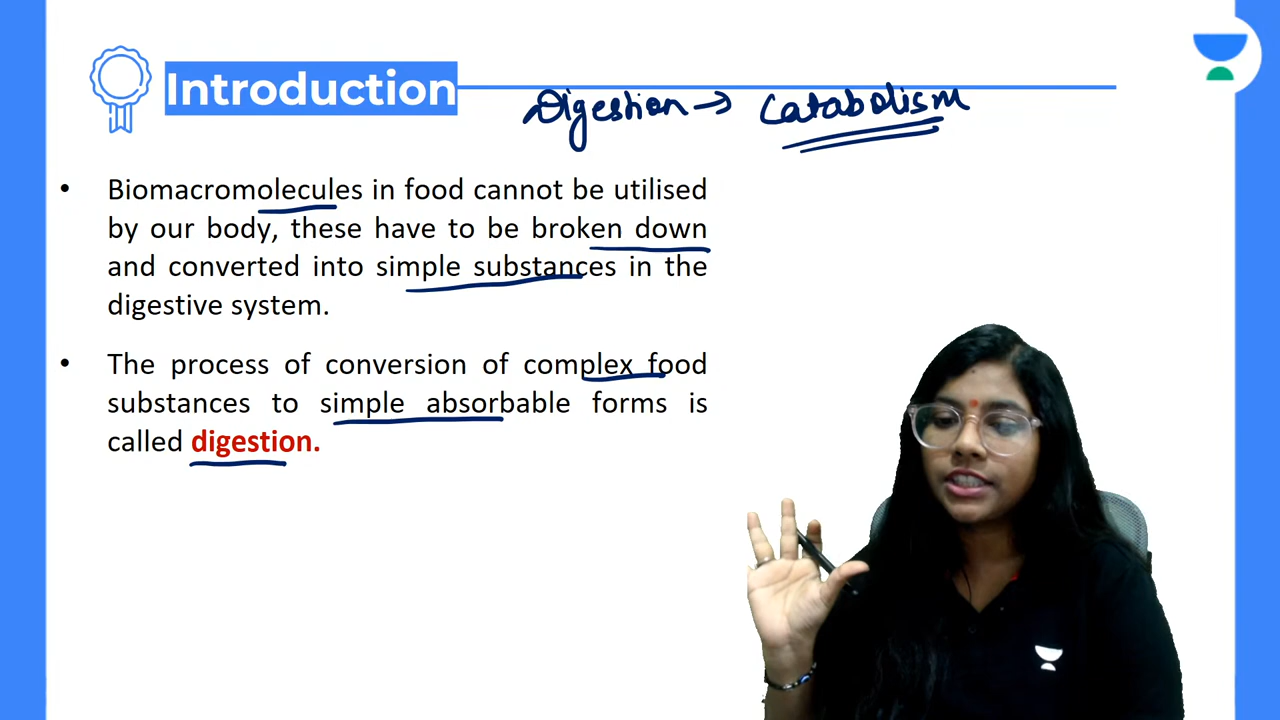 Introduction
Digestion → Catabolism
• Biomacromolecules in food cannot be utilised
by our body, these have to be broken down
and converted into simple substances in the
digestive system.
• The process of conversion of complex food
substances to simple absorbable forms is
called digestion.